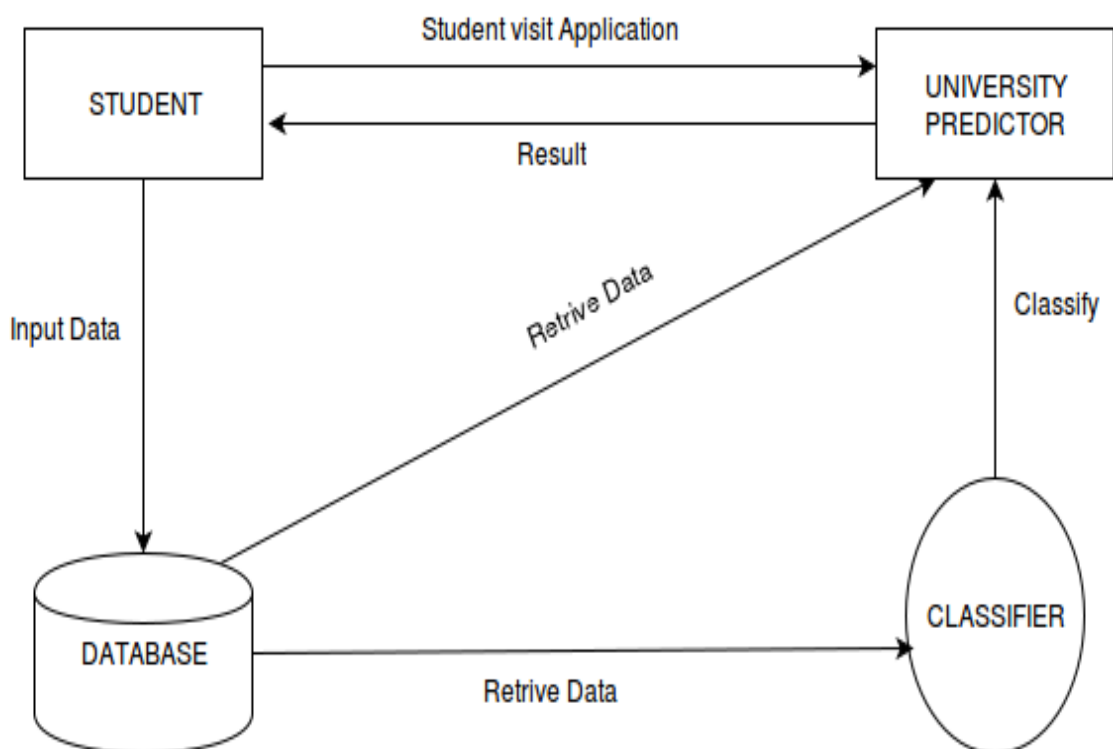 Student visit Application
STUDENT
UNIVERSITY
PREDICTOR
Result
Retrive Data
Input Data
Classify
CLASSIFIER
DATABASE
Retrive Data